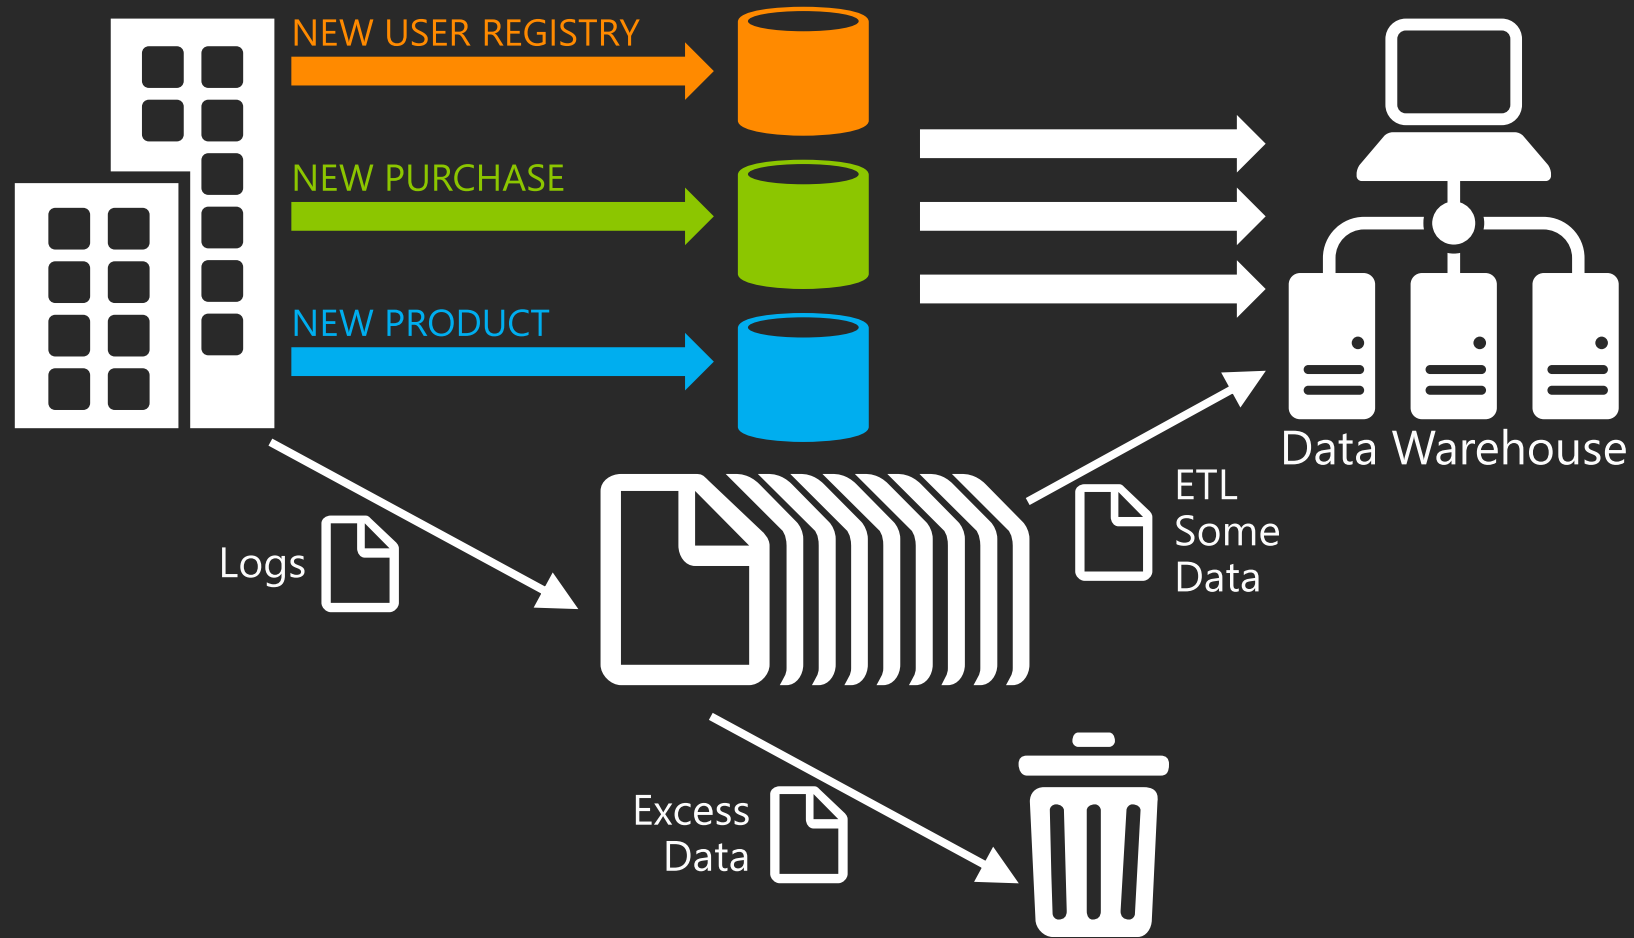 NEW USER REGISTRY
NEW PURCHASE
NEW PRODUCT
Data Warehouse
Logs
ETL
Some
Data
Excess
Data